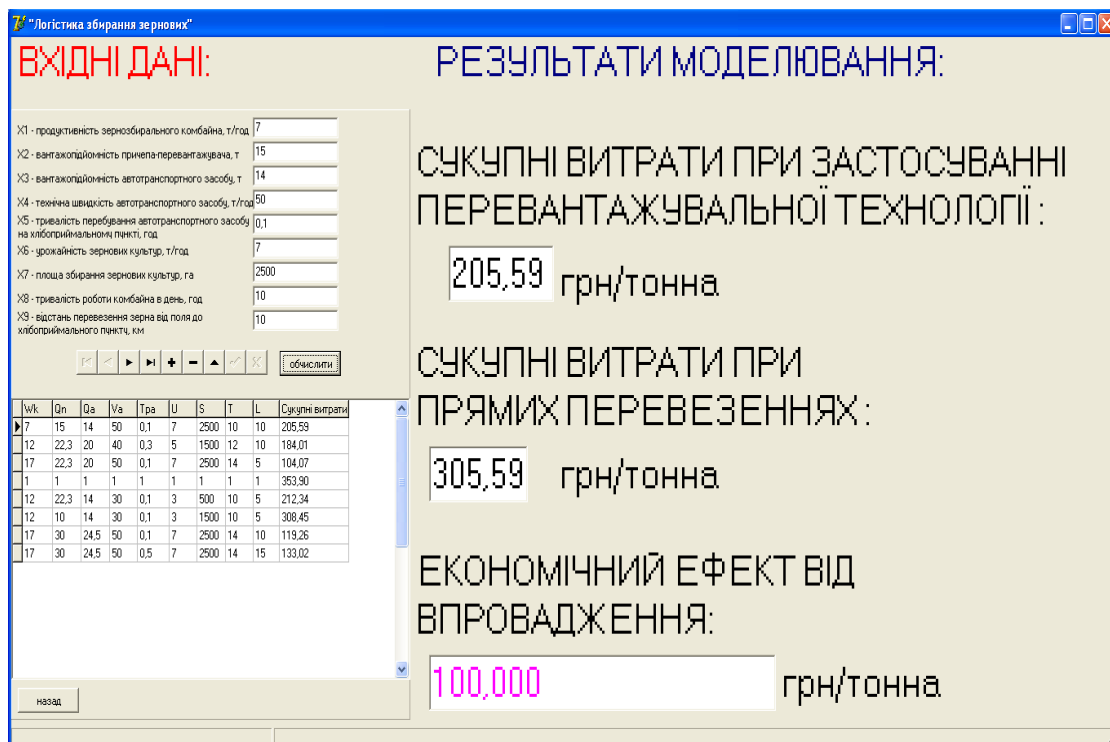 "Логістика збирання зернових"
ВХІДНІ ДАНІ:
X1 - продуктивність зернозбирального комбайна, т/год 7
X2 - вантажопідйомність причепа-перевантажувача, т 15
X3 - вантажопідйомність автотранспортного засобу, т 14
X4 - технічна швидкість автотранспортного засобу, т/год 50
X5 - тривалість перебування автотранспортного засобу
на хлібоприймальному пункті, год 0,1
X6 - урожайність зернових культур, т/год 7
X7 - площа збирання зернових культур, га 2500
X8 - тривалість роботи комбайна в день, год 10
X9 - відстань перевезення зерна від поля до
хлібоприймального пункту, км 10
обчислити
Wk Qn Qa Va Tpa U S T L Сукупні витрати
7 15 14 50 0,1 7 2500 10 10 205,59
12 22,3 20 40 0,3 5 1500 12 10 184,01
17 22,3 20 50 0,1 7 2500 14 5 104,07
1 1 1 1 1 1 1 1 1 353,90
12 22,3 14 30 0,1 3 500 10 5 212,34
12 10 14 30 0,1 3 1500 10 5 308,45
17 30 24,5 50 0,1 7 2500 14 10 119,26
17 30 24,5 50 0,5 7 2500 14 15 133,02
назад
РЕЗУЛЬТАТИ МОДЕЛЮВАННЯ:
СУКУПНІ ВИТРАТИ ПРИ ЗАСТОСУВАННІ
ПЕРЕВАНТАЖУВАЛЬНОЇ ТЕХНОЛОГІЇ :
205,59 грн/тонна
СУКУПНІ ВИТРАТИ ПРИ
ПРЯМИХ ПЕРЕВЕЗЕННЯХ :
305,59 грн/тонна
ЕКОНОМІЧНИЙ ЕФЕКТ ВІД
ВПРОВАДЖЕННЯ:
100,000 грн/тонна